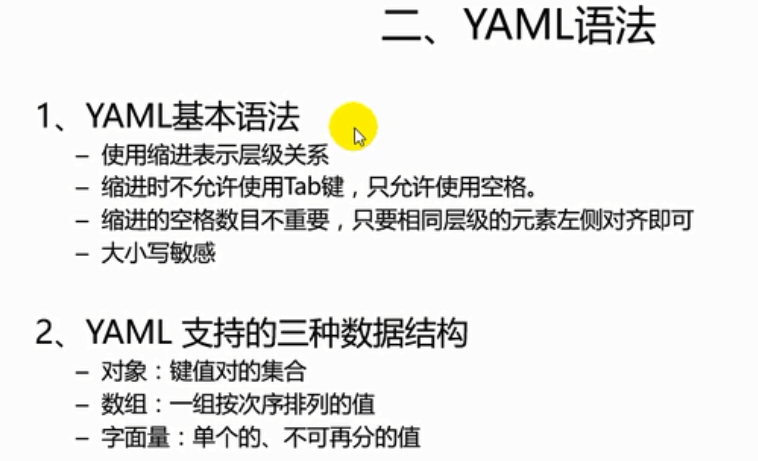 二、YAML语法
1、YAML基本语法
– 使用缩进表示层级关系
– 缩进时不允许使用Tab键，只允许使用空格。
– 缩进的空格数目不重要，只要相同层级的元素左侧对齐即可
– 大小写敏感
2、YAML 支持的三种数据结构
– 对象：键值对的集合
– 数组：一组按次序排列的值
– 字面量：单个的、不可再分的值